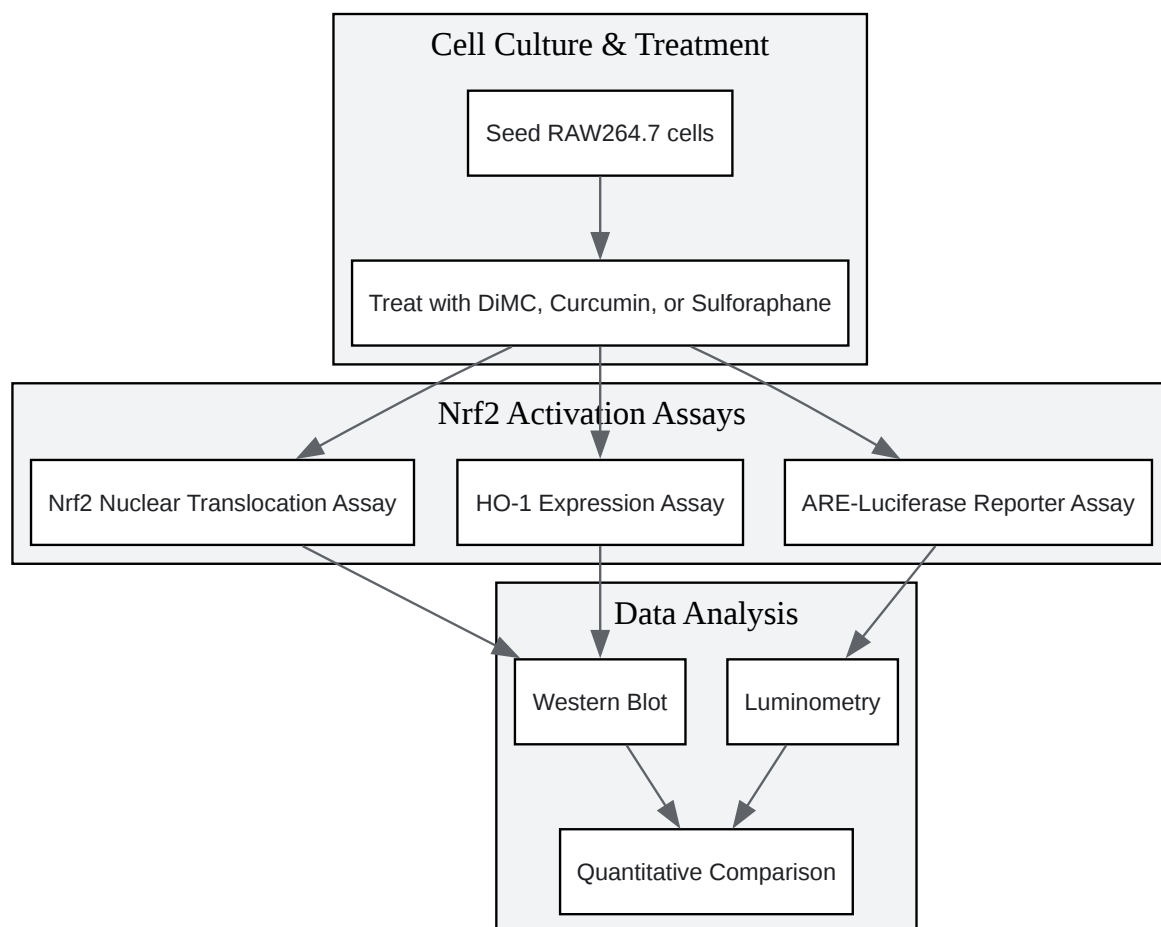 Cell Culture & Treatment
Seed RAW264.7 cells
Treat with DiMC, Curcumin, or Sulforaphane
Nrf2 Activation Assays
Nrf2 Nuclear Translocation Assay
HO-1 Expression Assay
ARE-Luciferase Reporter Assay
Data Analysis
Western Blot
Luminometry
Quantitative Comparison